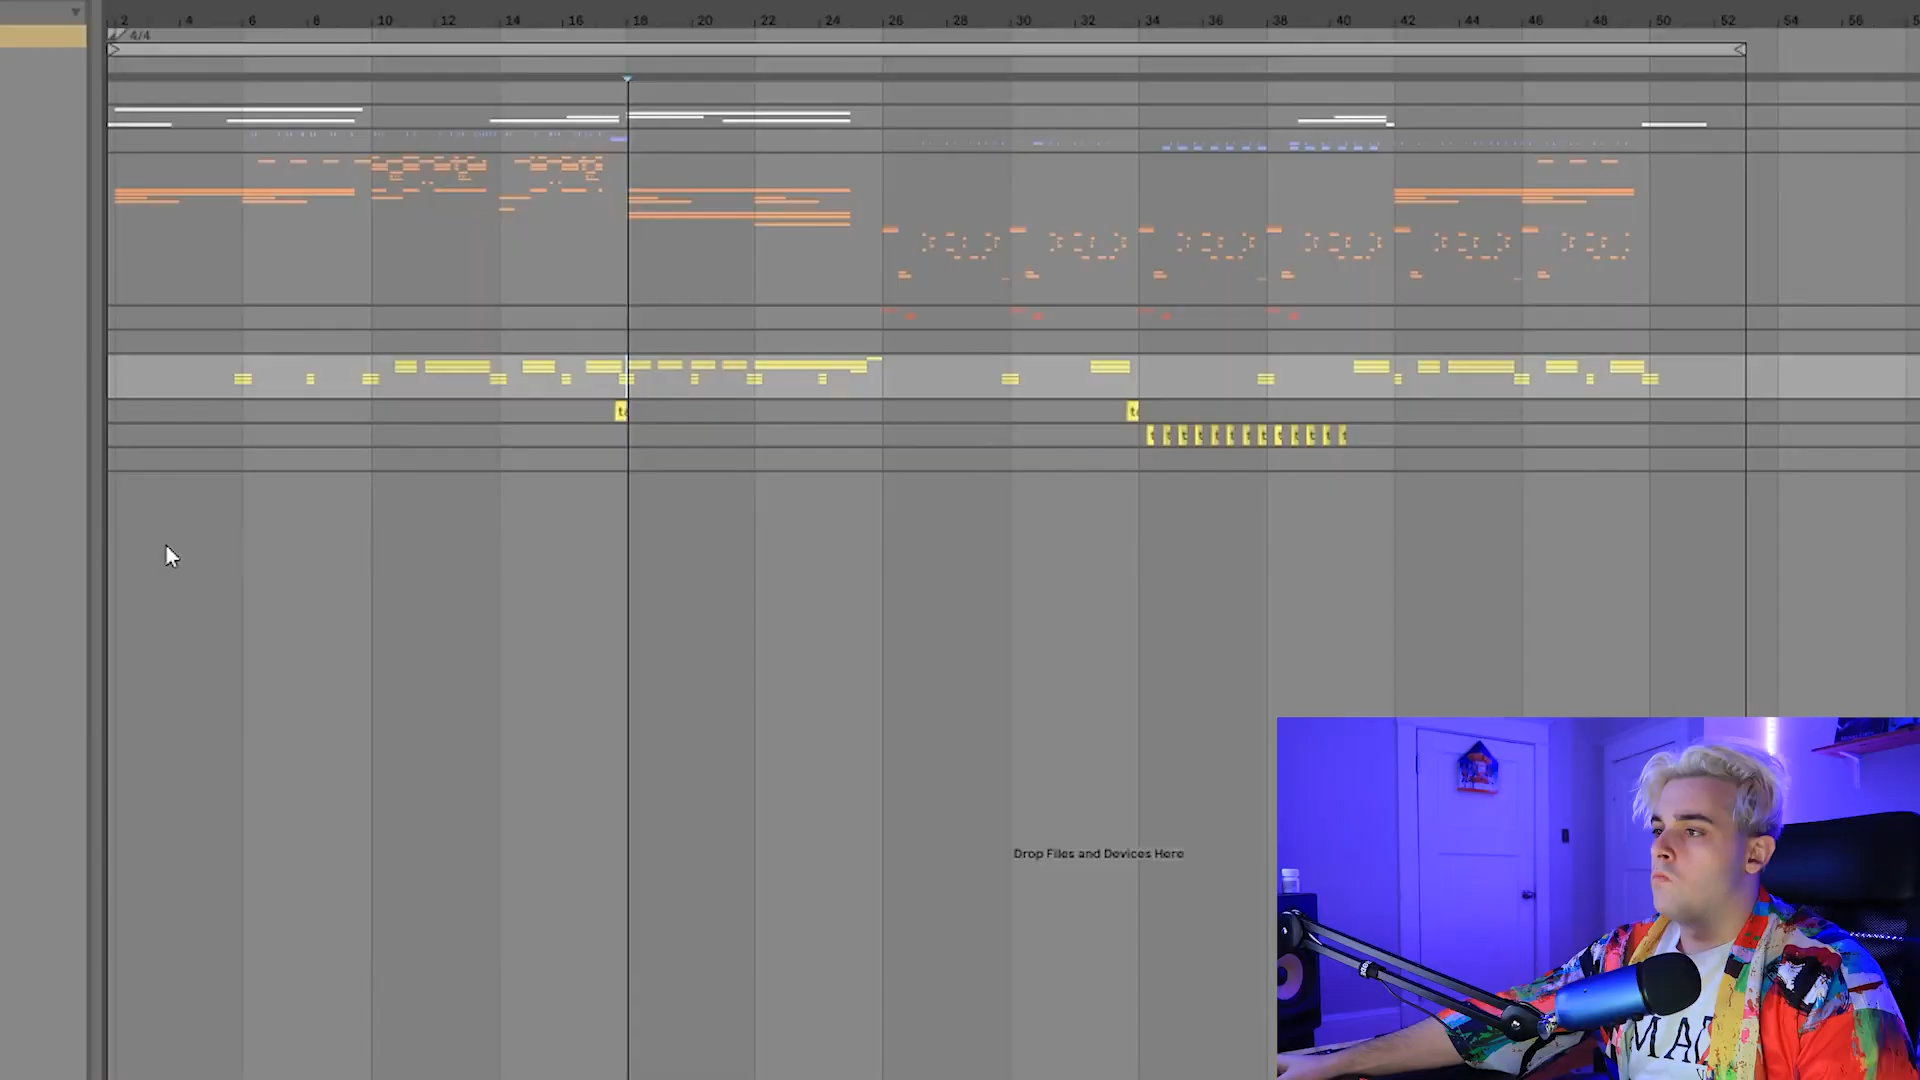 2 4 6 8 10 12 14 16 18 20 22 24 26 28 30 32 34 36 38 40 42 44 46 48 50 52 54 56
4/4
Drop Files and Devices Here
MA